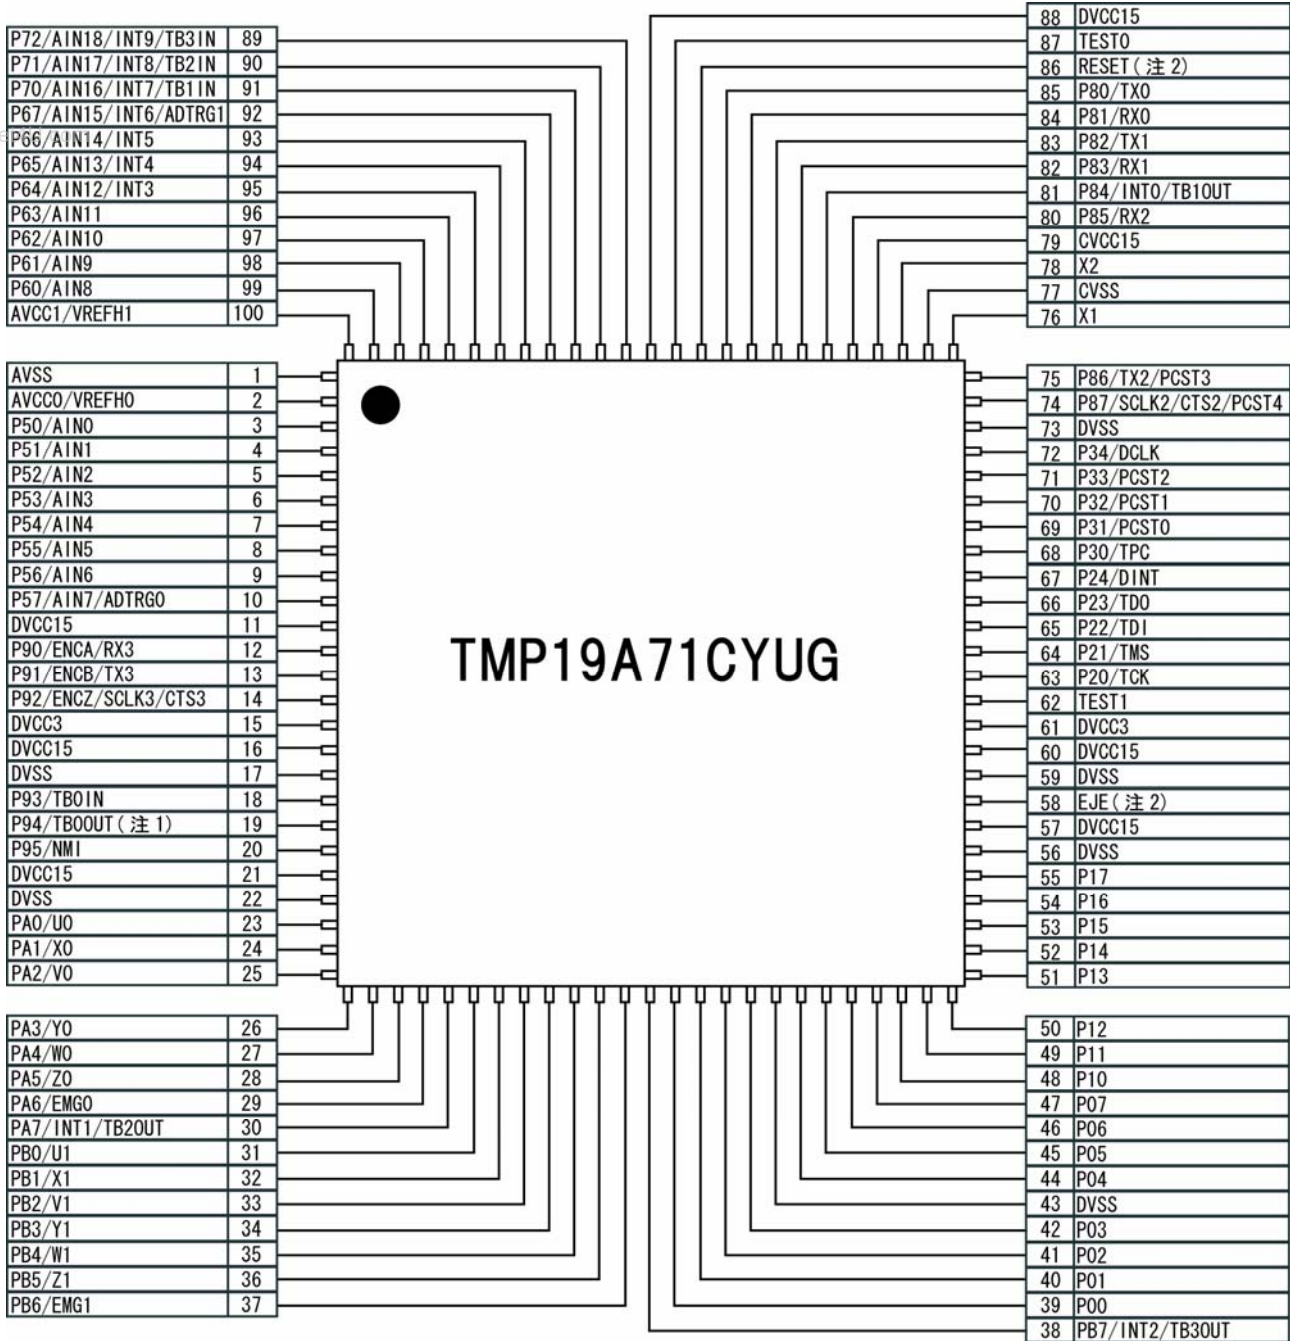 P72/AIN18/INT9/TB3IN 89
P71/AIN17/INT8/TB2IN 90
P70/AIN16/INT7/TB1IN 91
P67/AIN15/INT6/ADTRG1 92
P66/AIN14/INT5 93
P65/AIN13/INT4 94
P64/AIN12/INT3 95
P63/AIN11 96
P62/AIN10 97
P61/AIN9 98
P60/AIN8 99
AVCC1/VREFH1 100
88 DVCC15
87 TEST0
86 RESET(注2)
85 P80/TX0
84 P81/RX0
83 P82/TX1
82 P83/RX1
81 P84/INT0/TB1OUT
80 P85/RX2
79 CVCC15
78 X2
77 CVSS
76 X1
AVSS 1
AVCC0/VREFH0 2
P50/AIN0 3
P51/AIN1 4
P52/AIN2 5
P53/AIN3 6
P54/AIN4 7
P55/AIN5 8
P56/AIN6 9
P57/AIN7/ADTRG0 10
DVCC15 11
P90/ENCA/RX3 12
P91/ENCB/TX3 13
P92/ENCZ/SCLK3/CTS3 14
DVCC3 15
DVCC15 16
DVSS 17
P93/TB0IN 18
P94/TB0OUT(注1) 19
P95/NMI 20
DVCC15 21
DVSS 22
PA0/U0 23
PA1/X0 24
PA2/V0 25
TMP19A71CYUG
75 P86/TX2/PCST3
74 P87/SCLK2/CTS2/PCST4
73 DVSS
72 P34/DCLK
71 P33/PCST2
70 P32/PCST1
69 P31/PCST0
68 P30/TPC
67 P24/DINT
66 P23/TDO
65 P22/TDI
64 P21/TMS
63 P20/TCK
62 TEST1
61 DVCC3
60 DVCC15
59 DVSS
58 EJE(注2)
57 DVCC15
56 DVSS
55 P17
54 P16
53 P15
52 P14
51 P13
PA3/Y0 26
PA4/W0 27
PA5/Z0 28
PA6/EMG0 29
PA7/INT1/TB2OUT 30
PB0/U1 31
PB1/X1 32
PB2/V1 33
PB3/Y1 34
PB4/W1 35
PB5/Z1 36
PB6/EMG1 37
50 P12
49 P11
48 P10
47 P07
46 P06
45 P05
44 P04
43 DVSS
42 P03
41 P02
40 P01
39 P00
38 PB7/INT2/TB3OUT